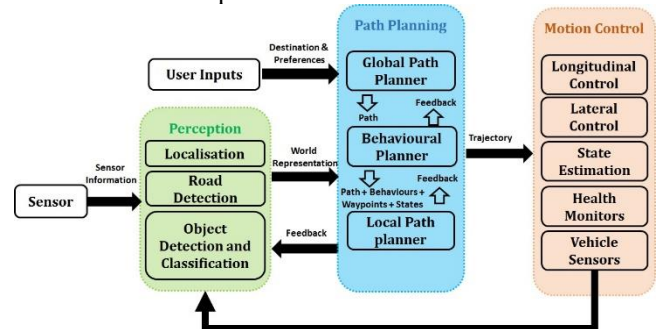 Path Planning
Motion Control
Destination &
Preferences
User Inputs
Global Path
Planner
Longitudinal
Control
Path
Feedback
Lateral
Control
Perception
Localisation
World
Representation
Behavioural
Planner
Trajectory
State
Estimation
Sensor
Information
Sensor
Road
Detection
Path + Behaviours +
Waypoints + States
Feedback
Health
Monitors
Object
Detection and
Classification
Feedback
Local Path
planner
Vehicle
Sensors